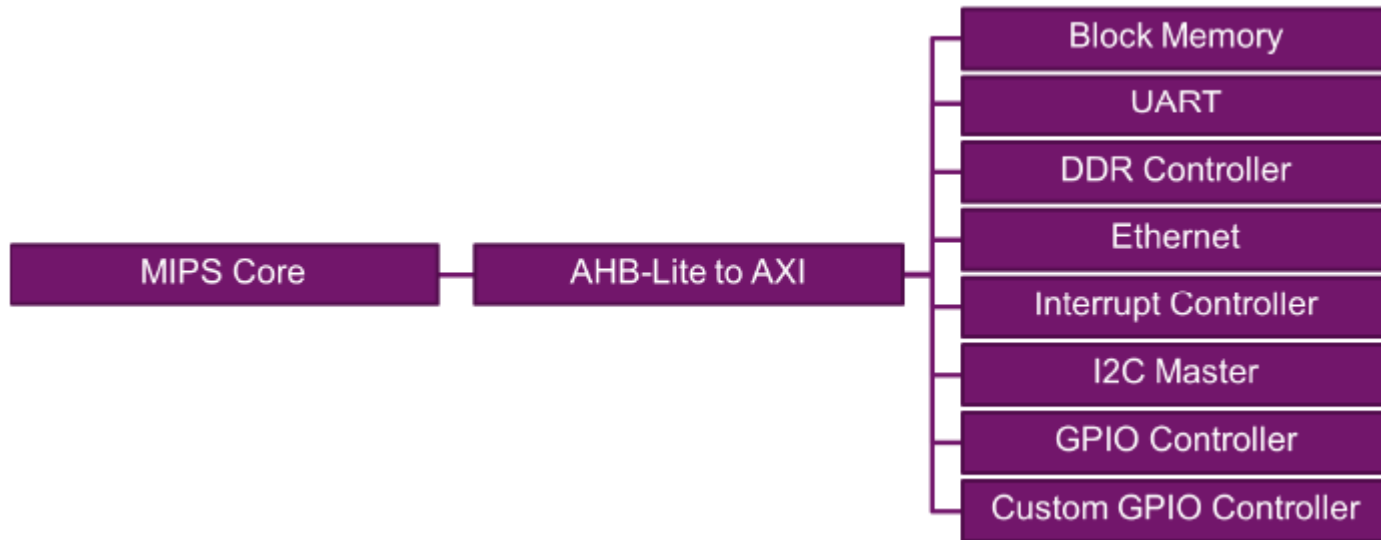 MIPS Core
AHB-Lite to AXI
Block Memory
UART
DDR Controller
Ethernet
Interrupt Controller
I2C Master
GPIO Controller
Custom GPIO Controller